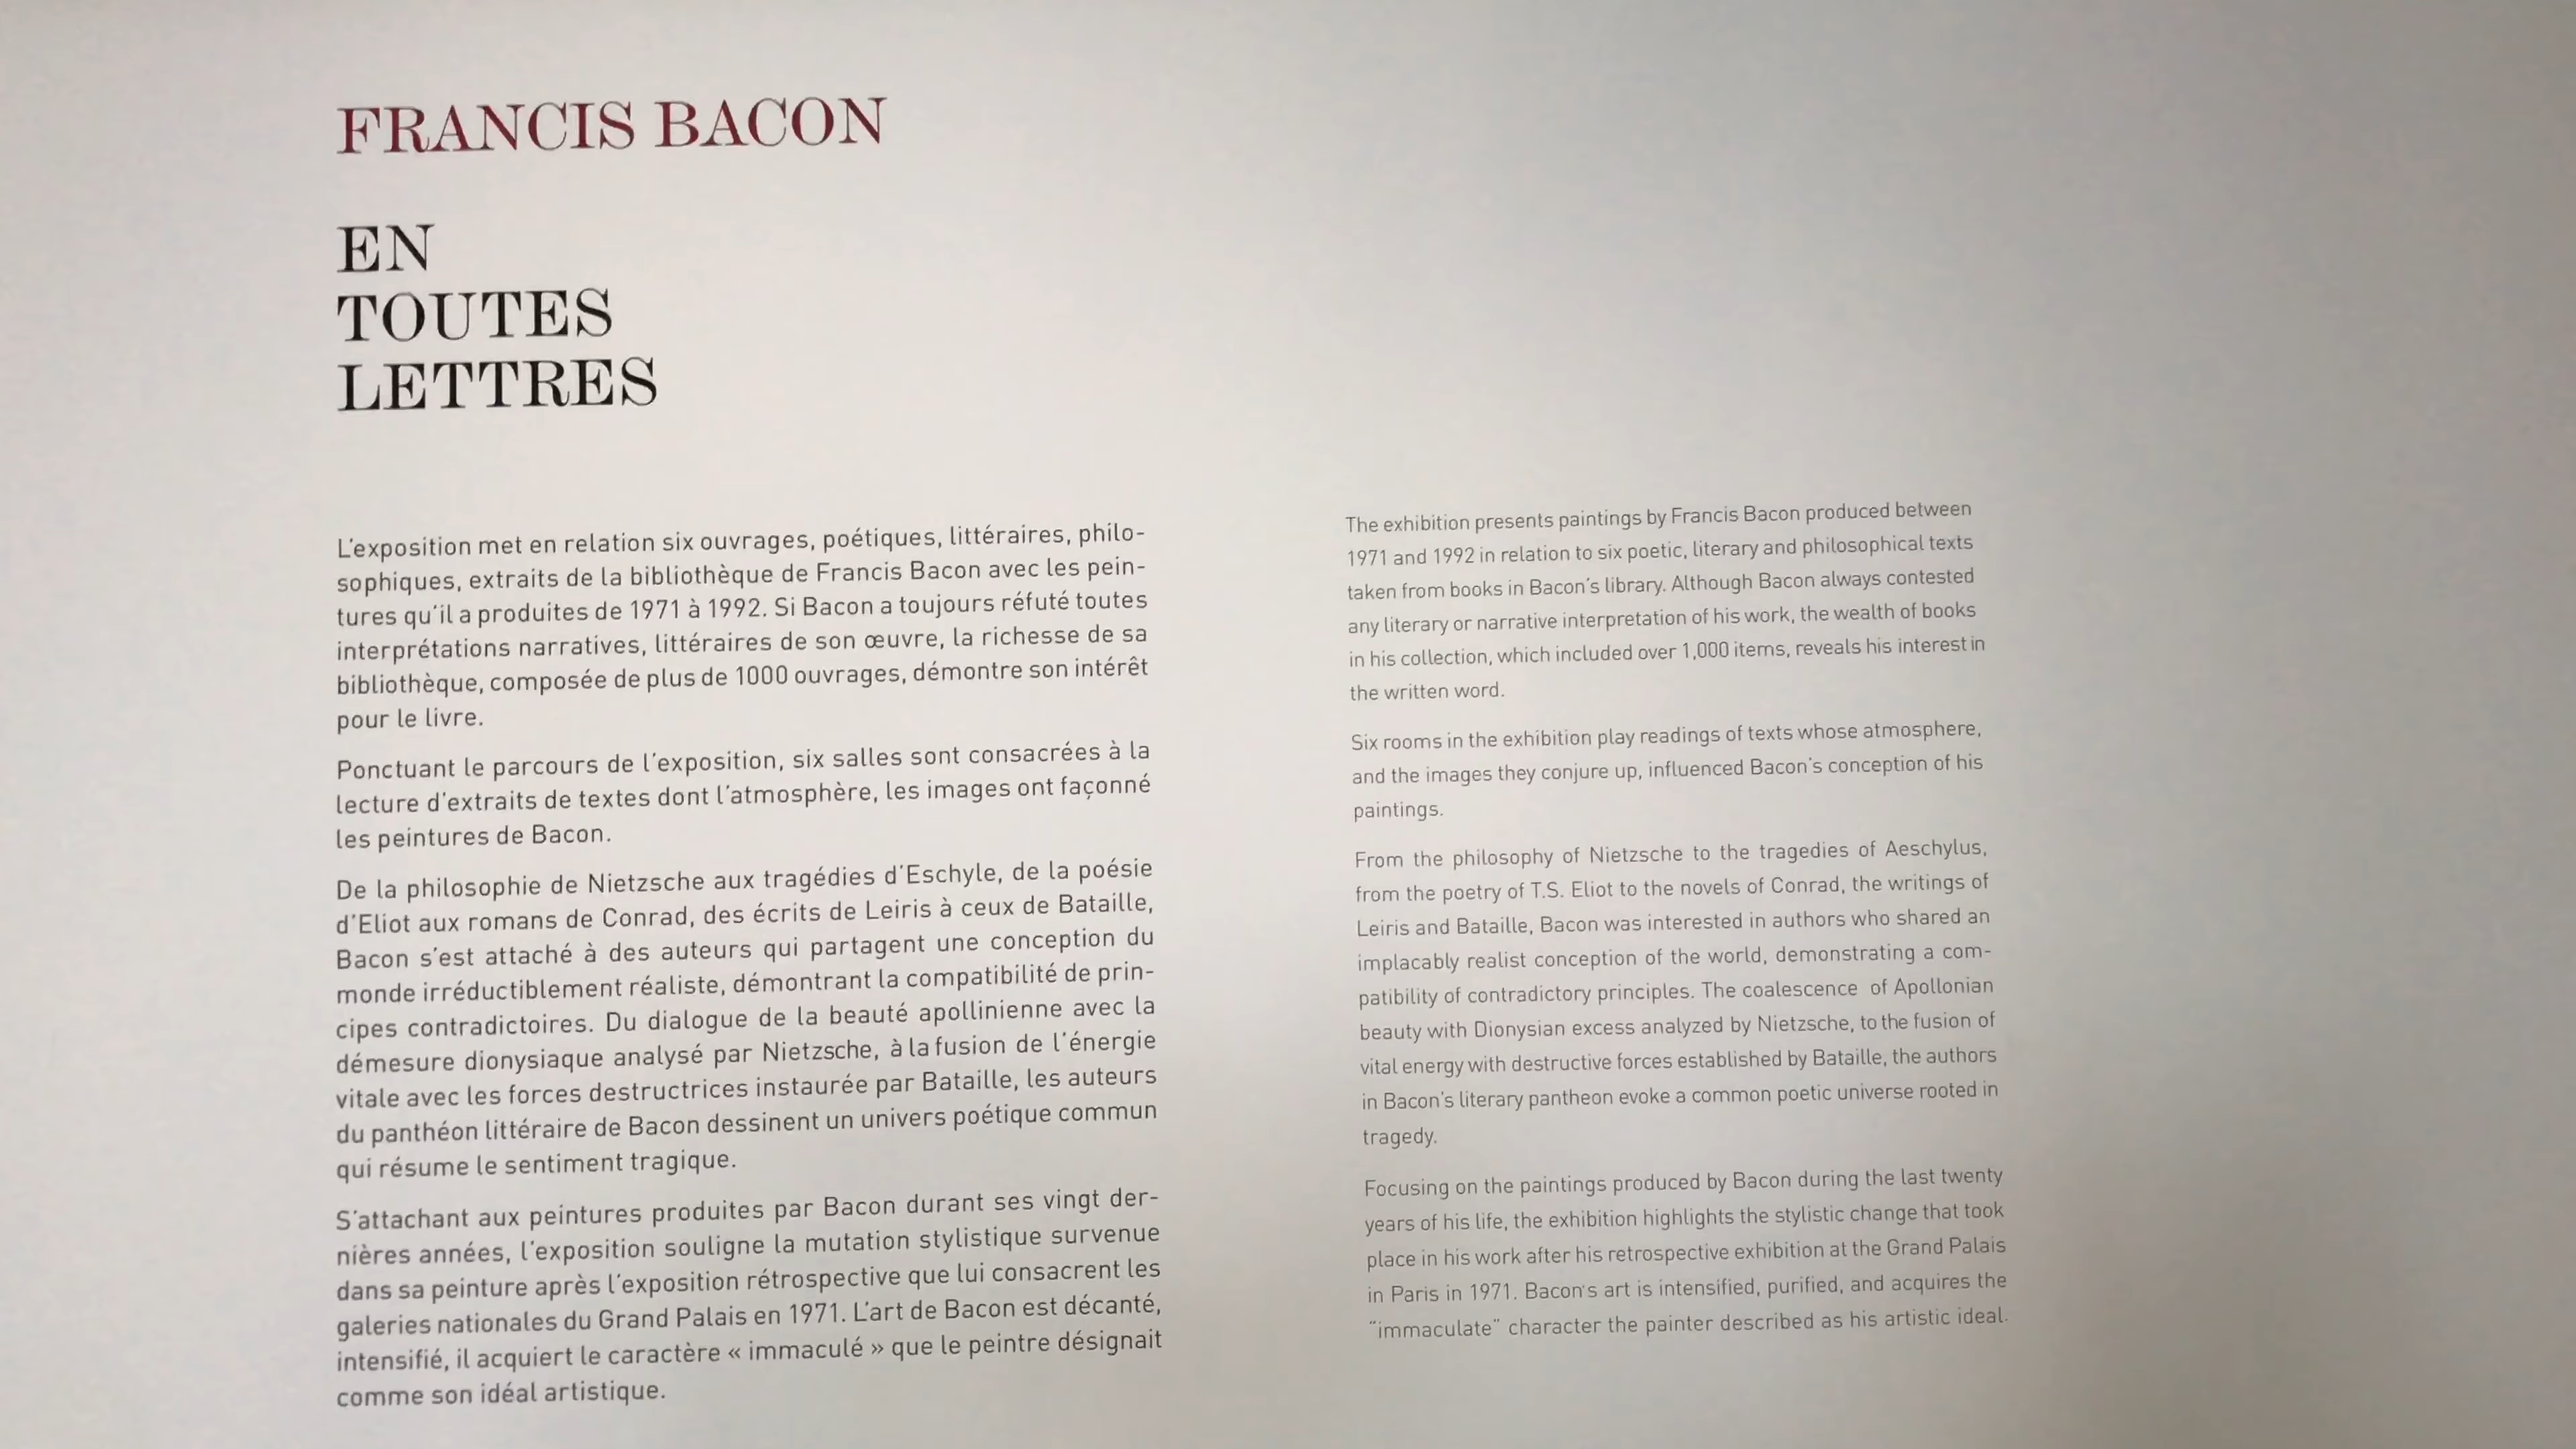 FRANCIS BACON
EN
TOUTES
LETTRES
L'exposition met en relation six ouvrages, poétiques, littéraires, philo-
sophiques, extraits de la bibliothèque de Francis Bacon avec les pein-
tures qu'il a produites de 1971 à 1992. Si Bacon a toujours réfuté toutes
interprétations narratives, littéraires de son œuvre, la richesse de sa
bibliothèque, composée de plus de 1000 ouvrages, démontre son intérêt
pour le livre.
Ponctuant le parcours de l'exposition, six salles sont consacrées à la
lecture d'extraits de textes dont l'atmosphère, les images ont façonné
les peintures de Bacon.
De la philosophie de Nietzsche aux tragédies d'Eschyle, de la poésie
d'Eliot aux romans de Conrad, des écrits de Leiris à ceux de Bataille,
Bacon s'est attaché à des auteurs qui partagent une conception du
monde irréductiblement réaliste, démontrant la compatibilité de prin-
cipes contradictoires. Du dialogue de la beauté apollinienne avec la
démesure dionysiaque analysé par Nietzsche, à la fusion de l'énergie
vitale avec les forces destructrices instaurée par Bataille, les auteurs
du panthéon littéraire de Bacon dessinent un univers poétique commun
qui résume le sentiment tragique.
S'attachant aux peintures produites par Bacon durant ses vingt der-
nières années, l'exposition souligne la mutation stylistique survenue
dans sa peinture après l'exposition rétrospective que lui consacrent les
galeries nationales du Grand Palais en 1971. L'art de Bacon est décanté,
intensifié, il acquiert le caractère « immaculé » que le peintre désignait
comme son idéal artistique.
The exhibition presents paintings by Francis Bacon produced between
1971 and 1992 in relation to six poetic, literary and philosophical texts
taken from books in Bacon's library. Although Bacon always contested
any literary or narrative interpretation of his work, the wealth of books
in his collection, which included over 1,000 items, reveals his interest in
the written word.
Six rooms in the exhibition play readings of texts whose atmosphere,
and the images they conjure up, influenced Bacon's conception of his
paintings.
From the philosophy of Nietzsche to the tragedies of Aeschylus,
from the poetry of T.S. Eliot to the novels of Conrad, the writings of
Leiris and Bataille, Bacon was interested in authors who shared an
implacably realist conception of the world, demonstrating a com-
patibility of contradictory principles. The coalescence of Apollonian
beauty with Dionysian excess analyzed by Nietzsche, to the fusion of
vital energy with destructive forces established by Bataille, the authors
in Bacon's literary pantheon evoke a common poetic universe rooted in
tragedy.
Focusing on the paintings produced by Bacon during the last twenty
years of his life, the exhibition highlights the stylistic change that took
place in his work after his retrospective exhibition at the Grand Palais
in Paris in 1971. Bacon's art is intensified, purified, and acquires the
"immaculate" character the painter described as his artistic ideal.